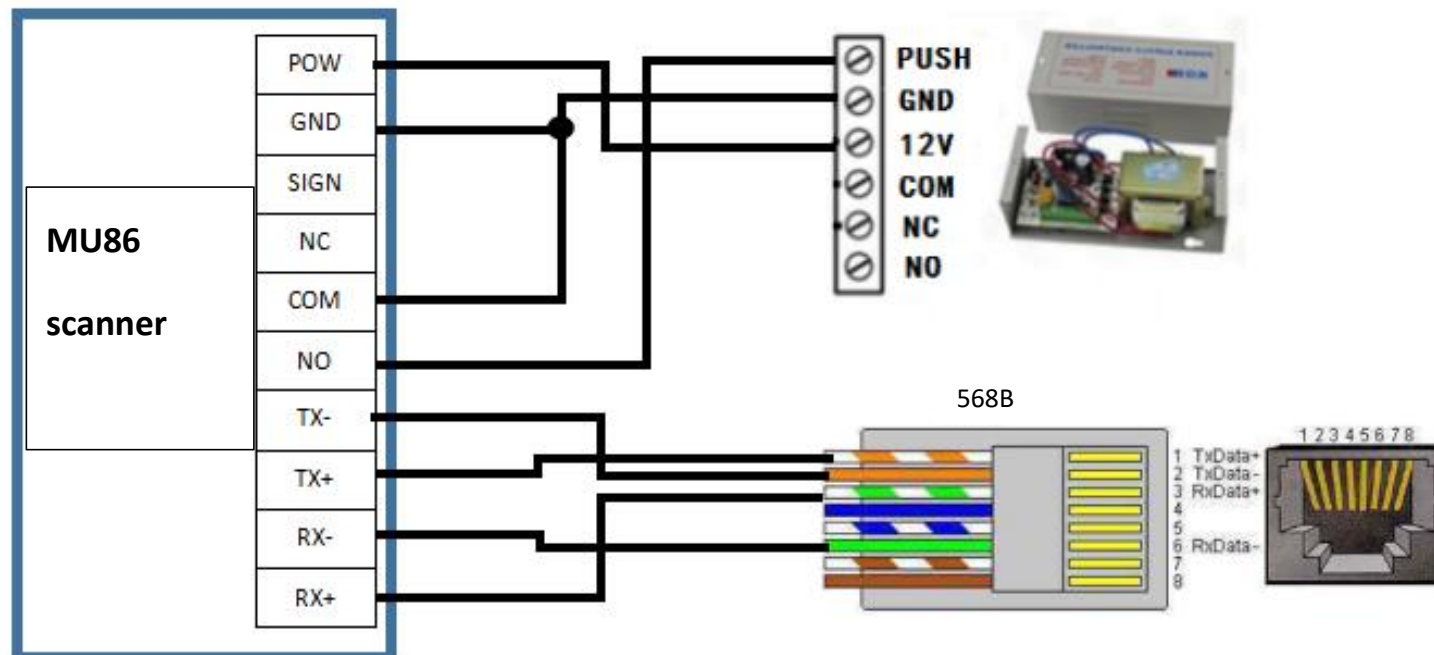 POW
GND
SIGN
NC
COM
NO
TX-
TX+
RX-
RX+
MU86
scanner
PUSH
GND
12V
COM
NC
NO
568B
1 TxData+
2 TxData-
3 RxData+
4
5
6 RxData-
7
8
1 2 3 4 5 6 7 8